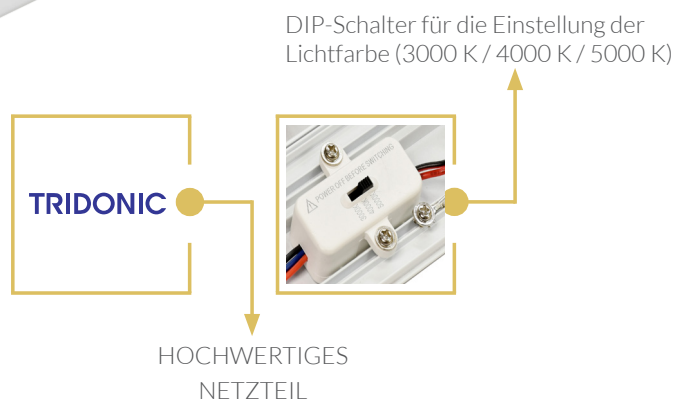 DIP-Schalter für die Einstellung der
Lichtfarbe (3000 K / 4000 K / 5000 K)
TRIDONIC
POWER OFF BEFORE SWITCHING
HOCHWERTIGES
NETZTEIL